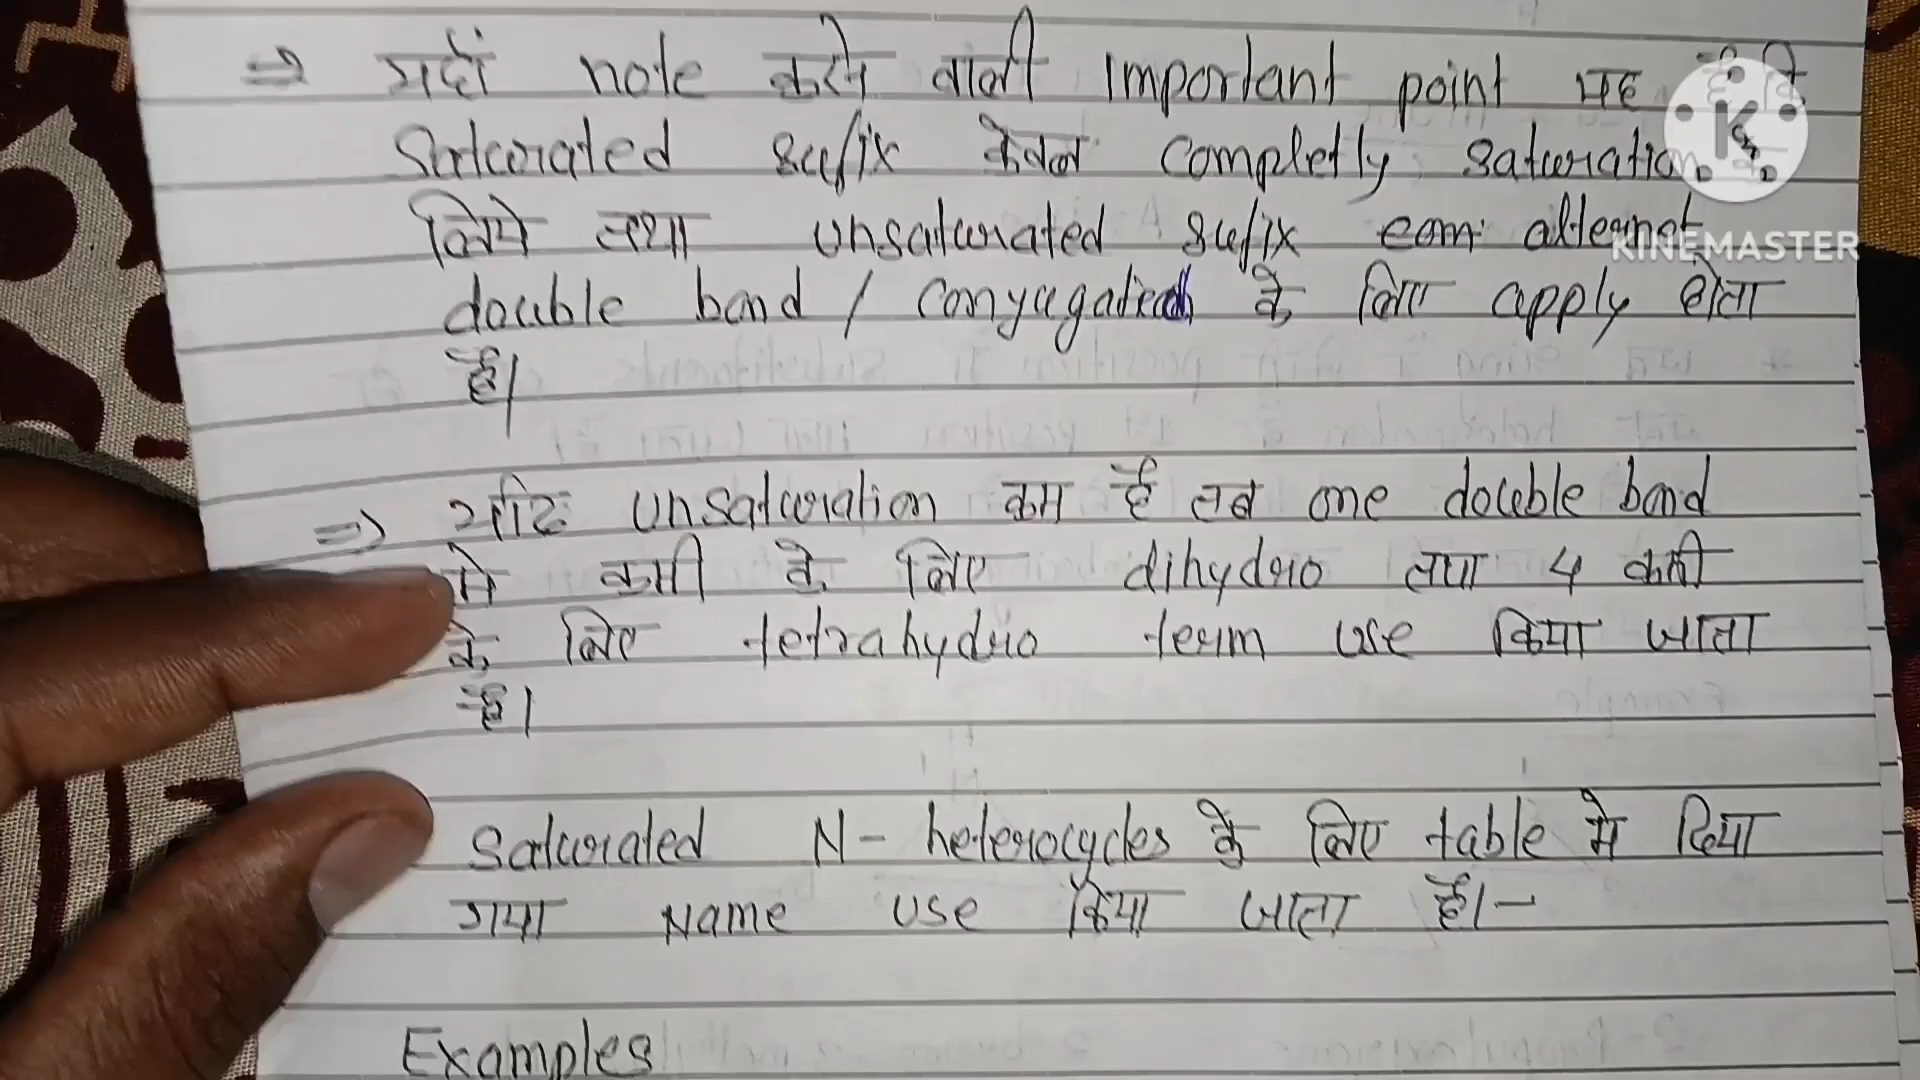 ⇒ यहाँ note करने वाली important point यह है कि
Saturated sufix केवल completly saturation के
लिये तथा unsaturated sufix com. alternet
double bond / conyugated के लिए apply होता
है।
⇒ यदि unsaturation कम है तब one double bond
मे कमी के लिए dihydro तथा 4 कमी
के लिए tetrahydro term use किया जाता
है।
Saturated N-heterocycles के लिए table मे दिया
गया Name use किया जाता है।-
Examples
K
KINEMASTER